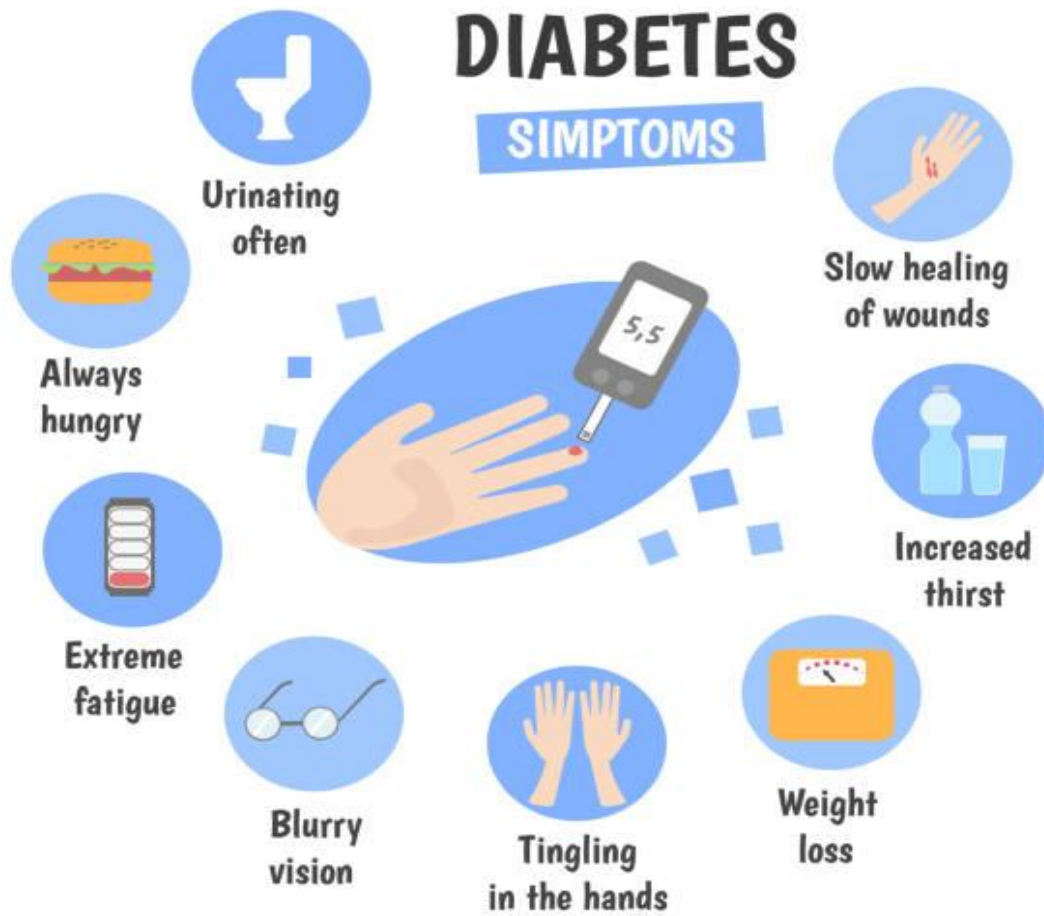 DIABETES
SIMPTOMS
Urinating
often
Always
hungry
Extreme
fatigue
Blurry
vision
Tingling
in the hands
Weight
loss
Increased
thirst
Slow healing
of wounds
5,5